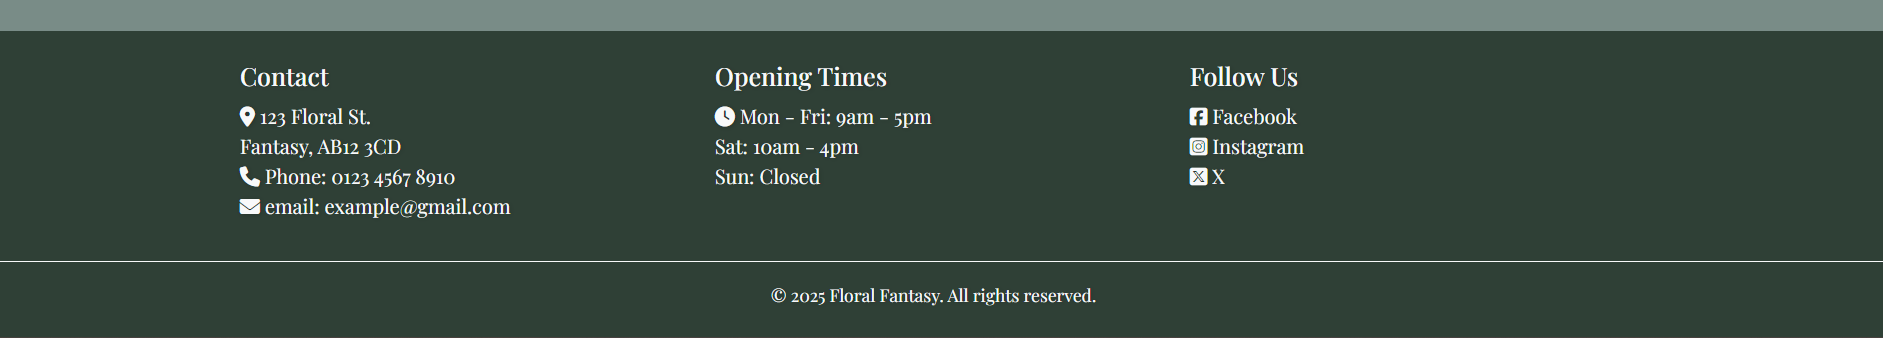 Contact
123 Floral St.
Fantasy, AB12 3CD
Phone: 0123 4567 8910
email: example@gmail.com
Opening Times
Mon - Fri: 9am - 5pm
Sat: 10am - 4pm
Sun: Closed
Follow Us
Facebook
Instagram
X
© 2025 Floral Fantasy. All rights reserved.